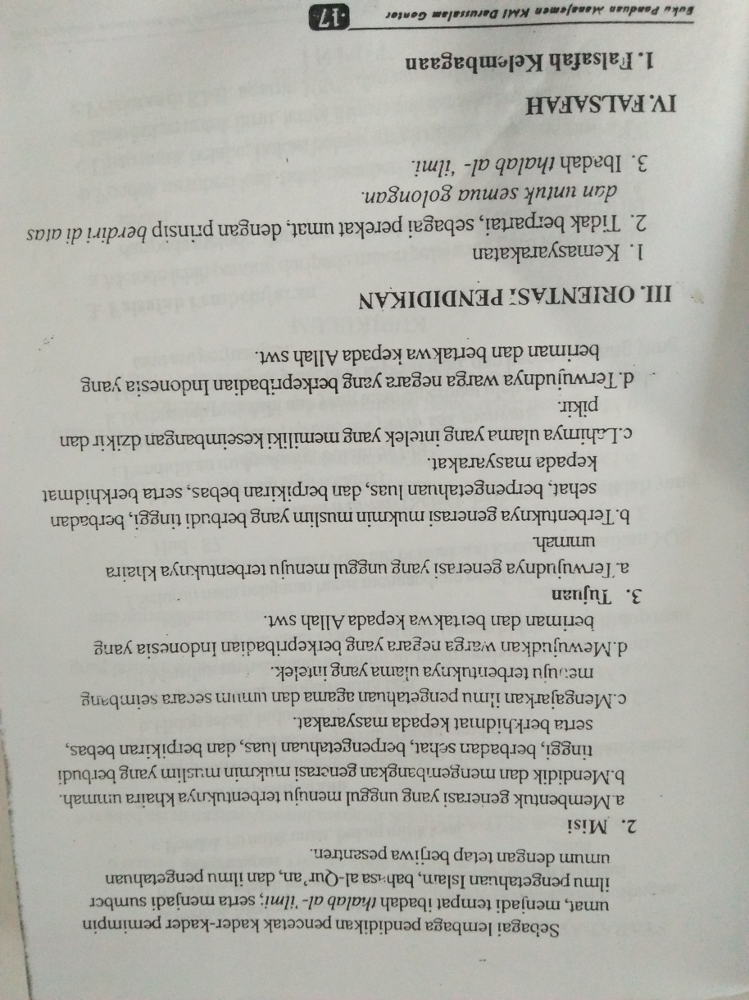 Sebagai lembaga pendidikan pencetak kader-kader pemimpin
umat, menjadi tempat ibadah thalab al- 'ilmi; serta menjadi sumber
ilmu pengetahuan Islam, bahasa al-Qur'an, dan ilmu pengetahuan
umum dengan tetap berjiwa pesantren.
2. Misi
a. Membentuk generasi yang unggul menuju terbentuknya khaira ummah.
b. Mendidik dan mengembangkan generasi mukmin muslim yang berbudi
tinggi, berbadan sehat, berpengetahuan luas, dan berpikiran bebas,
serta berkhidmat kepada masyarakat.
c. Mengajarkan ilmu pengetahuan agama dan umum secara seimbang
menuju terbentuknya ulama yang intelek.
d. Mewujudkan warga negara yang berkepribadian Indonesia yang
beriman dan bertakwa kepada Allah swt.
3. Tujuan
a. Terwujudnya generasi yang unggul menuju terbentuknya khaira
ummah.
b. Terbentuknya generasi mukmin muslim yang berbudi tinggi, berbadan
sehat, berpengetahuan luas, dan berpikiran bebas, serta berkhidmat
kepada masyarakat.
c. Lahirnya ulama yang intelek yang memiliki keseimbangan dzikir dan
pikir.
d. Terwujudnya warga negara yang berkepribadian Indonesia yang
beriman dan bertakwa kepada Allah swt.
III. ORIENTASI PENDIDIKAN
1. Kemasyarakatan
2. Tidak berpartai, sebagai perekat umat, dengan prinsip berdiri di atas
dan untuk semua golongan.
3. Ibadah thalab al- 'ilmi.
IV. FALSAFAH
1. Falsafah Kelembagaan
Buku Panduan Manajemen KMI Darussalam Gontor 17